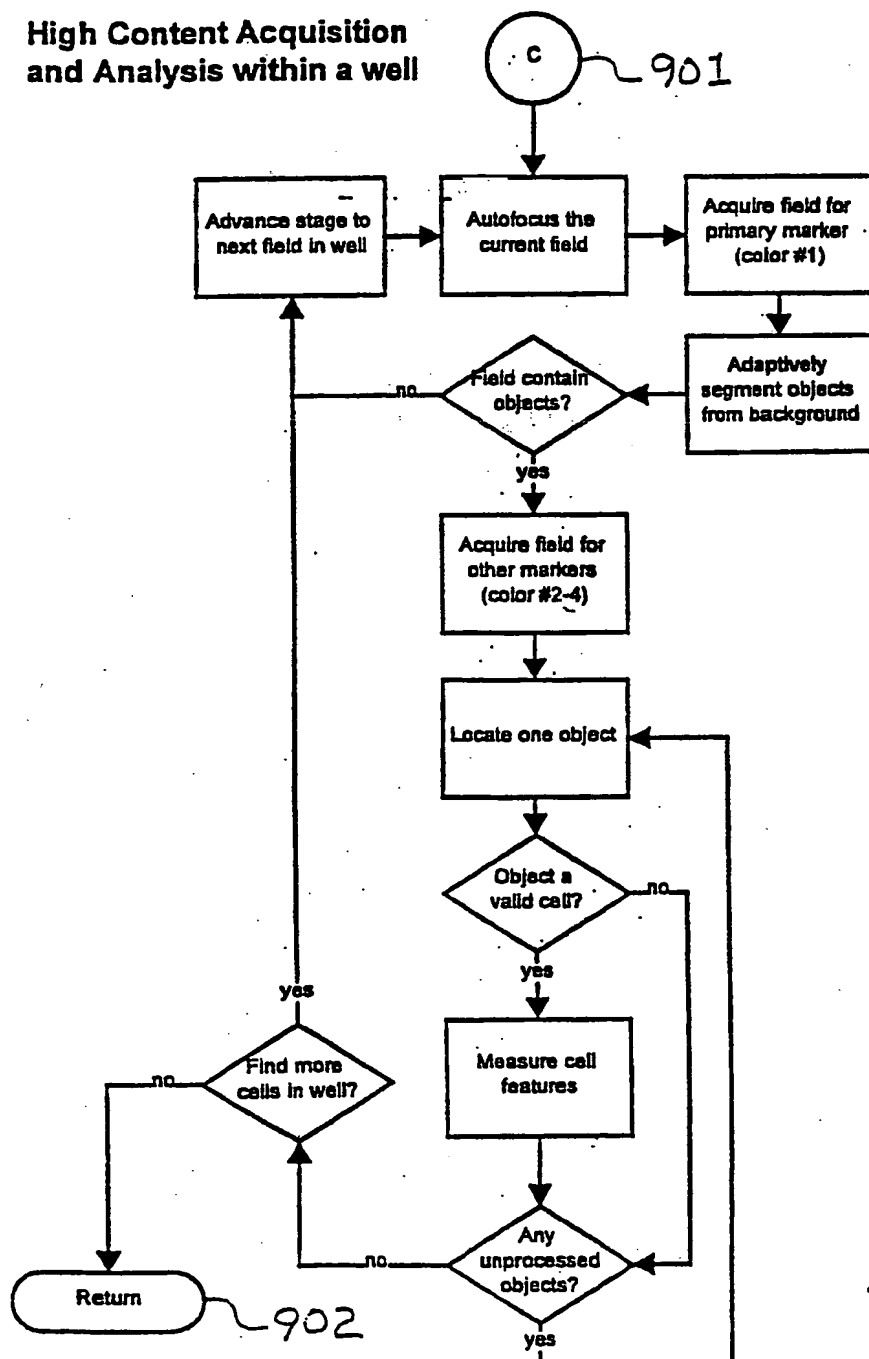 High Content Acquisition
and Analysis within a well
C
901
Advance stage to
next field in well
Autofocus the
current field
Acquire field for
primary marker
(color #1)
Adaptively
segment objects
from background
Field contain
objects?
no
yes
Acquire field for
other markers
(color #2-4)
Locate one object
Object a
valid cell?
no
yes
Measure cell
features
yes
Find more
cells in well?
no
Any
unprocessed
objects?
no
yes
Return
902